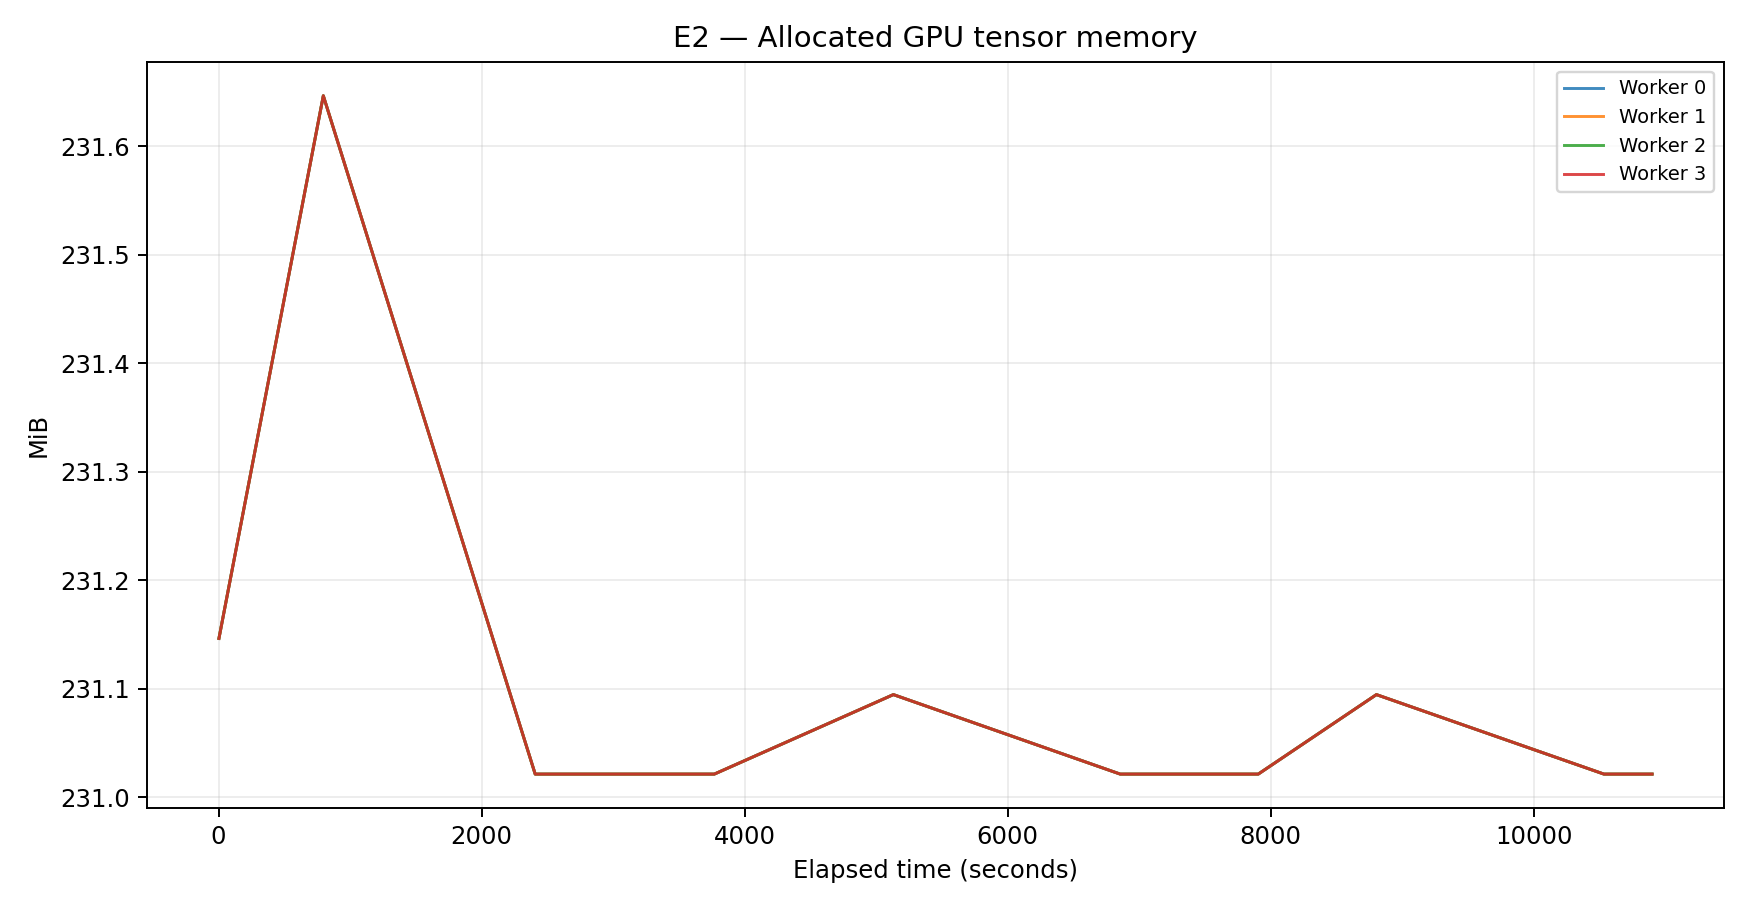 E2 — Allocated GPU tensor memory
Worker 0
Worker 1
Worker 2
Worker 3
231.6
231.5
231.4
231.3
231.2
231.1
231.0
MiB
0 2000 4000 6000 8000 10000
Elapsed time (seconds)